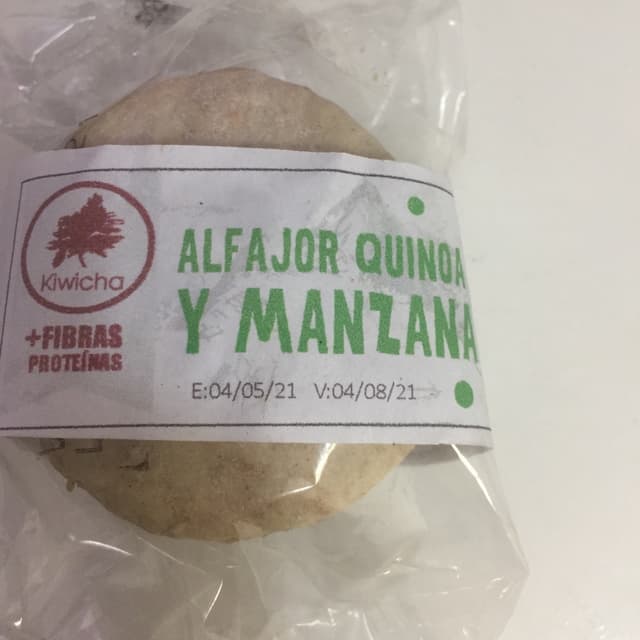 Kiwicha
+FIBRAS
PROTEÍNAS
ALFAJOR QUINOA
Y MANZANA
E:04/05/21 V:04/08/21